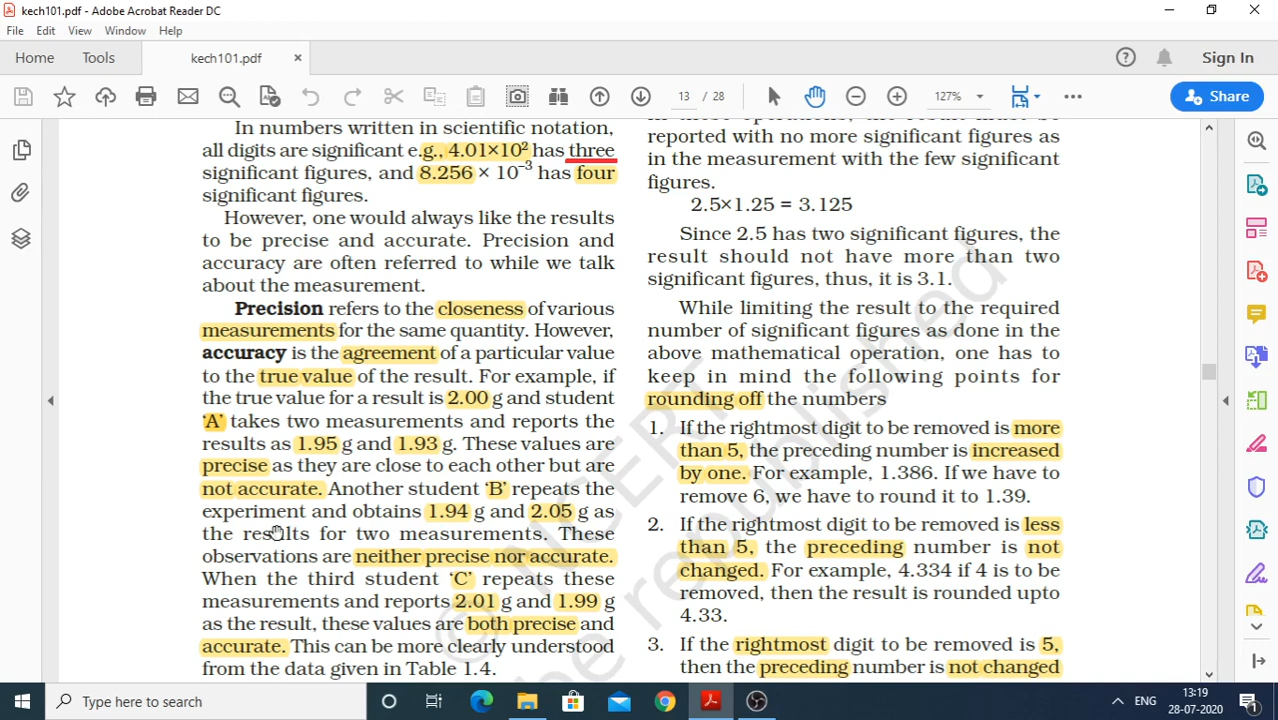 kech101.pdf - Adobe Acrobat Reader DC
File Edit View Window Help
Home Tools kech101.pdf × Sign In
13 / 28 127% Share
In numbers written in scientific notation,
all digits are significant e.g., 4.01×10² has three
significant figures, and 8.256 × 10⁻³ has four
significant figures.
However, one would always like the results
to be precise and accurate. Precision and
accuracy are often referred to while we talk
about the measurement.
Precision refers to the closeness of various
measurements for the same quantity. However,
accuracy is the agreement of a particular value
to the true value of the result. For example, if
the true value for a result is 2.00 g and student
‘A’ takes two measurements and reports the
results as 1.95 g and 1.93 g. These values are
precise as they are close to each other but are
not accurate. Another student ‘B’ repeats the
experiment and obtains 1.94 g and 2.05 g as
the results for two measurements. These
observations are neither precise nor accurate.
When the third student ‘C’ repeats these
measurements and reports 2.01 g and 1.99 g
as the result, these values are both precise and
accurate. This can be more clearly understood
from the data given in Table 1.4.
In these operations, the result must be
reported with no more significant figures as
in the measurement with the few significant
figures.
2.5×1.25 = 3.125
Since 2.5 has two significant figures, the
result should not have more than two
significant figures, thus, it is 3.1.
While limiting the result to the required
number of significant figures as done in the
above mathematical operation, one has to
keep in mind the following points for
rounding off the numbers
1. If the rightmost digit to be removed is more
than 5, the preceding number is increased
by one. For example, 1.386. If we have to
remove 6, we have to round it to 1.39.
2. If the rightmost digit to be removed is less
than 5, the preceding number is not
changed. For example, 4.334 if 4 is to be
removed, then the result is rounded upto
4.33.
3. If the rightmost digit to be removed is 5,
then the preceding number is not changed
© NCERT
be republished
Type here to search
ENG
13:19
28-07-2020
1